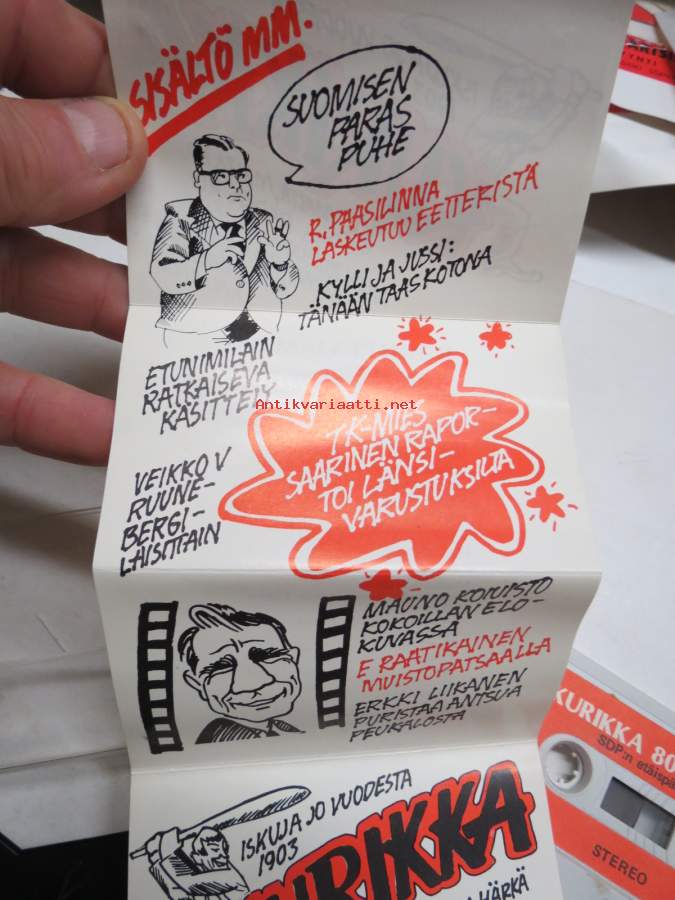 SISÄLTÖ MM.
SUOMISEN
PARAS
PUHE
R. PAASILINNA
LASKEUTUU EETTERISTÄ
..KYLLI JA JUSSI:
TÄNÄÄN TAAS KOTONA
ETUNIMILAIN
RATKAISEVA
KÄSITTELY
Antikvariaatti.net
TK-MIES
SAARINEN RAPOR-
TOI LÄNSI-
VARUSTUKSILTA
VEIKKO V
RUUNE-
BERGI-
LAISITTAIN
MAUNO KOIVISTO
KOKOILLAN ELO-
KUVASSA
E RAATIKAINEN
MUISTOPATSAALLA
ERKKI LIIKANEN
PURISTAA ANTSUA
PEUKALOSTA
ISKUJA JO VUODESTA
1903
KURIKKA
HÄRKÄ
KURIKKA 80
SDP:n etäispä
STEREO